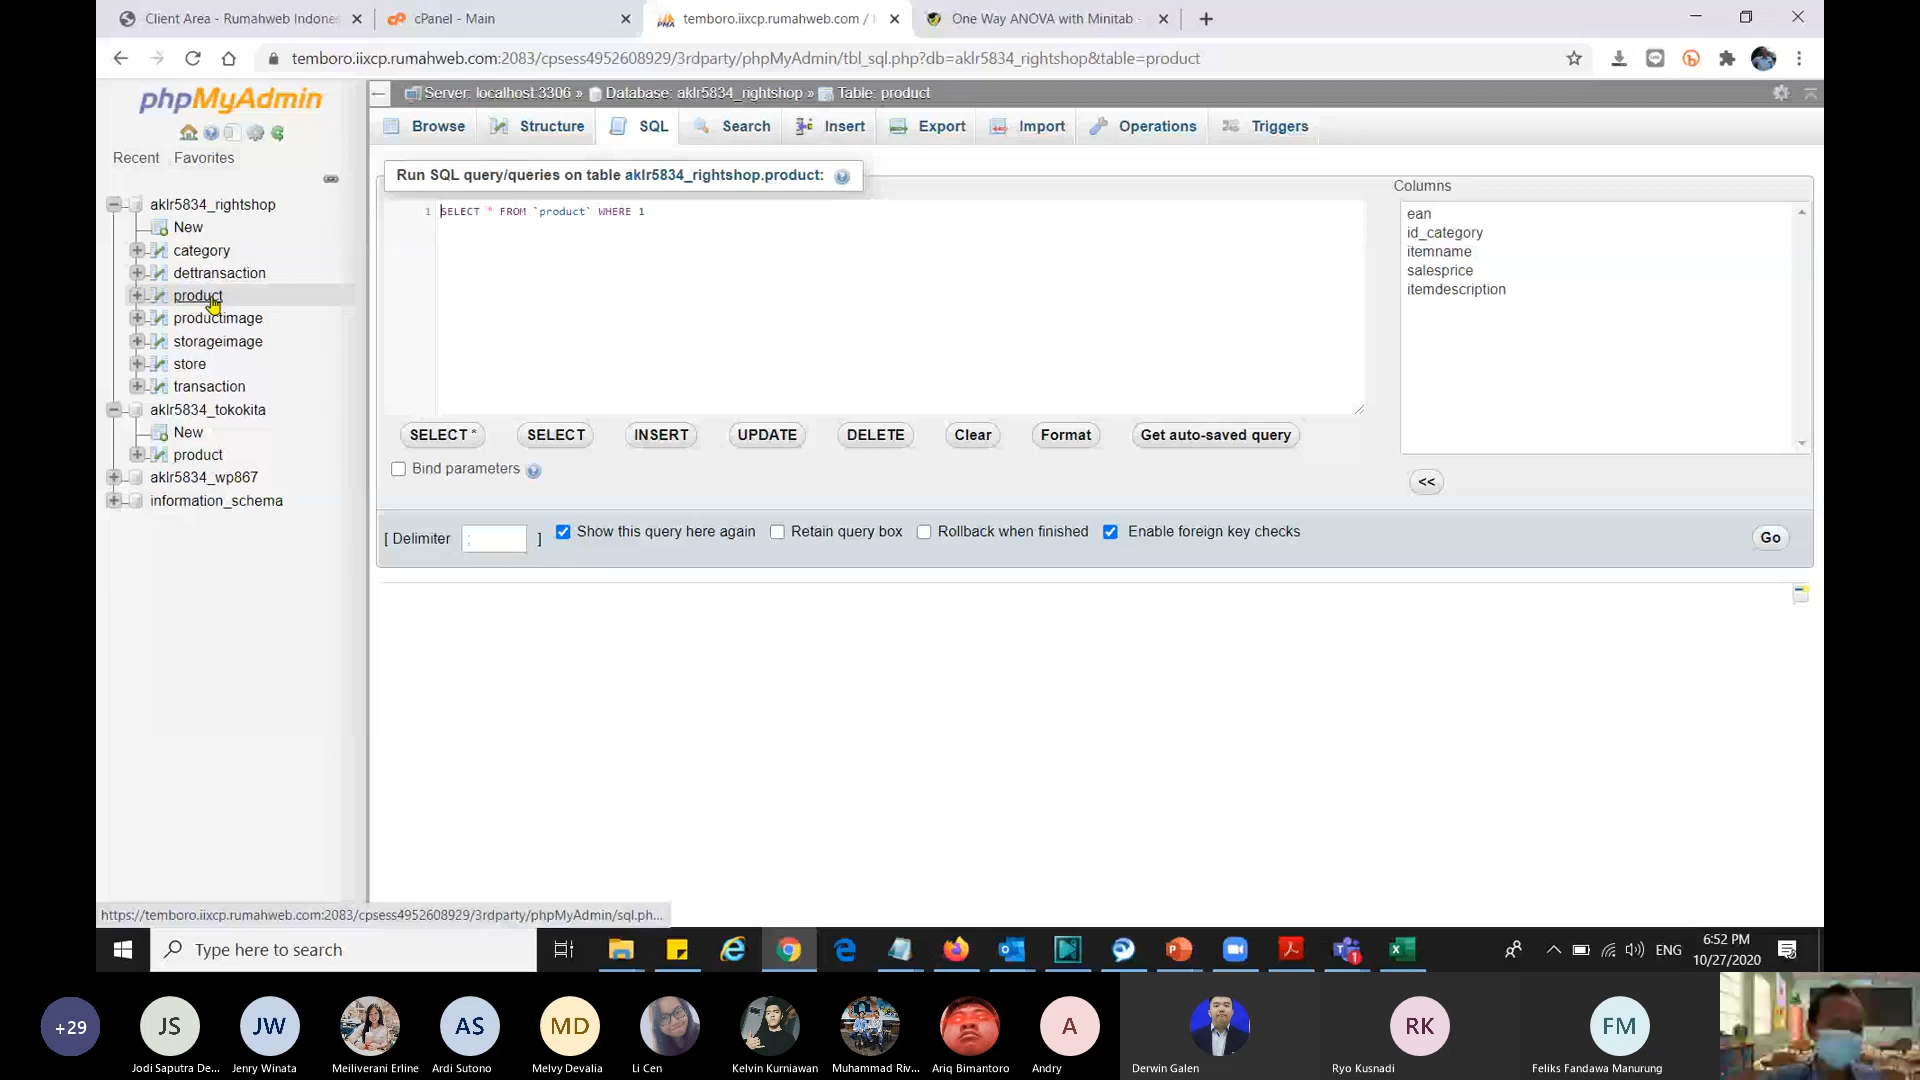 Client Area - Rumahweb Indones
cPanel - Main
temboro.iixcp.rumahweb.com /
One Way ANOVA with Minitab -
temboro.iixcp.rumahweb.com:2083/cpsess4952608929/3rdparty/phpMyAdmin/tbl_sql.php?db=aklr5834_rightshop&table=product
phpMyAdmin
Recent Favorites
aklr5834_rightshop
New
category
dettransaction
product
productimage
storageimage
store
transaction
aklr5834_tokokita
New
product
aklr5834_wp867
information_schema
Server: localhost:3306 » Database: aklr5834_rightshop » Table: product
Browse Structure SQL Search Insert Export Import Operations Triggers
Run SQL query/queries on table aklr5834_rightshop.product:
1 SELECT * FROM `product` WHERE 1
Columns
ean
id_category
itemname
salesprice
itemdescription
SELECT * SELECT INSERT UPDATE DELETE Clear Format Get auto-saved query
Bind parameters
<<
[ Delimiter ; ] Show this query here again Retain query box Rollback when finished Enable foreign key checks Go
https://temboro.iixcp.rumahweb.com:2083/cpsess4952608929/3rdparty/phpMyAdmin/sql.ph...
Type here to search
ENG
6:52 PM
10/27/2020
+29 JS JW AS MD A RK FM
Jodi Saputra De... Jenry Winata Meiliverani Erline Ardi Sutono Melvy Devalia Li Cen Kelvin Kurniawan Muhammad Riv... Ariq Bimantoro Andry Derwin Galen Ryo Kusnadi Feliks Fandawa Manurung